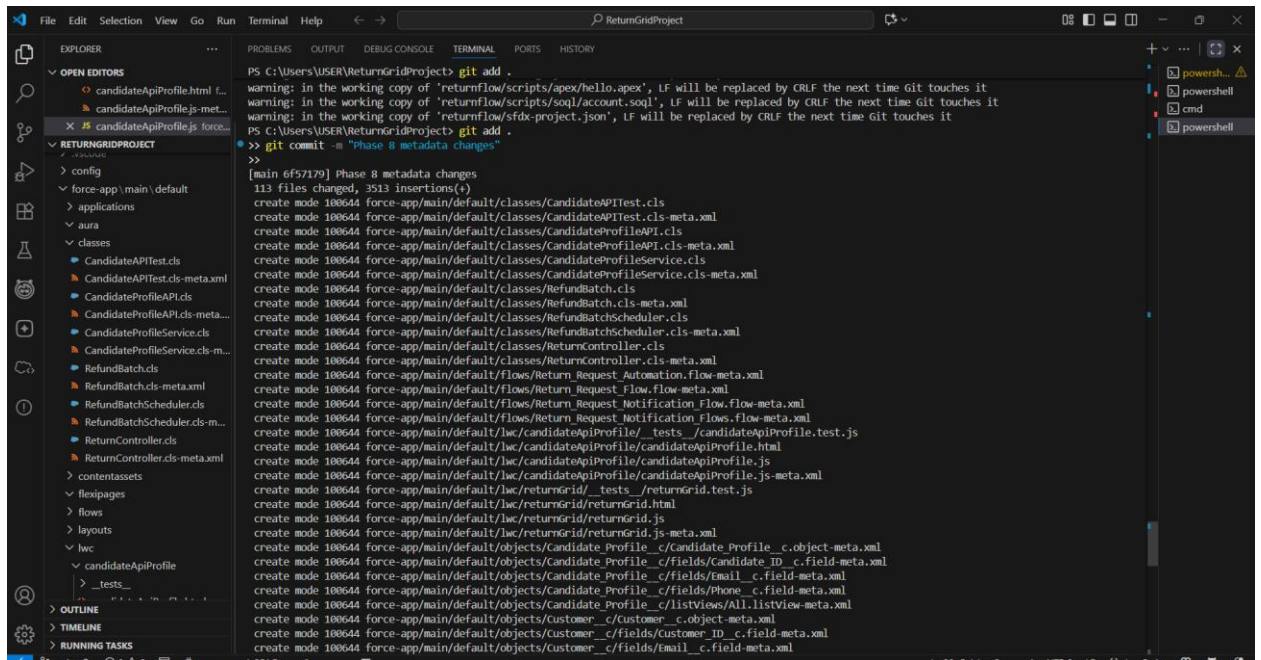 File Edit Selection View Go Run Terminal Help
ReturnGridProject
EXPLORER
OPEN EDITORS
candidateApiProfile.html f...
candidateApiProfile.js-met...
JS candidateApiProfile.js force...
RETURNGRIDPROJECT
.vscode
config
force-app\main\default
applications
aura
classes
CandidateAPITest.cls
CandidateAPITest.cls-meta.xml
CandidateProfileAPI.cls
CandidateProfileAPI.cls-meta....
CandidateProfileService.cls
CandidateProfileService.cls-m...
RefundBatch.cls
RefundBatch.cls-meta.xml
RefundBatchScheduler.cls
RefundBatchScheduler.cls-m...
ReturnController.cls
ReturnController.cls-meta.xml
contentassets
flexipages
flows
layouts
lwc
candidateApiProfile
__tests__
OUTLINE
TIMELINE
RUNNING TASKS
PROBLEMS OUTPUT DEBUG CONSOLE TERMINAL PORTS HISTORY
PS C:\Users\USER\ReturnGridProject> git add .
warning: in the working copy of 'returnflow/scripts/apex/hello.apex', LF will be replaced by CRLF the next time Git touches it
warning: in the working copy of 'returnflow/scripts/soql/account.soql', LF will be replaced by CRLF the next time Git touches it
warning: in the working copy of 'returnflow/sfdx-project.json', LF will be replaced by CRLF the next time Git touches it
PS C:\Users\USER\ReturnGridProject> git add .
>> git commit -m "Phase 8 metadata changes"
>>
[main 6f57179] Phase 8 metadata changes
113 files changed, 3513 insertions(+)
create mode 100644 force-app/main/default/classes/CandidateAPITest.cls
create mode 100644 force-app/main/default/classes/CandidateAPITest.cls-meta.xml
create mode 100644 force-app/main/default/classes/CandidateProfileAPI.cls
create mode 100644 force-app/main/default/classes/CandidateProfileAPI.cls-meta.xml
create mode 100644 force-app/main/default/classes/CandidateProfileService.cls
create mode 100644 force-app/main/default/classes/CandidateProfileService.cls-meta.xml
create mode 100644 force-app/main/default/classes/RefundBatch.cls
create mode 100644 force-app/main/default/classes/RefundBatch.cls-meta.xml
create mode 100644 force-app/main/default/classes/RefundBatchScheduler.cls
create mode 100644 force-app/main/default/classes/RefundBatchScheduler.cls-meta.xml
create mode 100644 force-app/main/default/classes/ReturnController.cls
create mode 100644 force-app/main/default/classes/ReturnController.cls-meta.xml
create mode 100644 force-app/main/default/flows/Return_Request_Automation.flow-meta.xml
create mode 100644 force-app/main/default/flows/Return_Request_Flow.flow-meta.xml
create mode 100644 force-app/main/default/flows/Return_Request_Notification_Flow.flow-meta.xml
create mode 100644 force-app/main/default/flows/Return_Request_Notification_Flows.flow-meta.xml
create mode 100644 force-app/main/default/lwc/candidateApiProfile/__tests__/candidateApiProfile.test.js
create mode 100644 force-app/main/default/lwc/candidateApiProfile/candidateApiProfile.html
create mode 100644 force-app/main/default/lwc/candidateApiProfile/candidateApiProfile.js
create mode 100644 force-app/main/default/lwc/candidateApiProfile/candidateApiProfile.js-meta.xml
create mode 100644 force-app/main/default/lwc/returnGrid/__tests__/returnGrid.test.js
create mode 100644 force-app/main/default/lwc/returnGrid/returnGrid.html
create mode 100644 force-app/main/default/lwc/returnGrid/returnGrid.js
create mode 100644 force-app/main/default/lwc/returnGrid/returnGrid.js-meta.xml
create mode 100644 force-app/main/default/objects/Candidate_Profile__c/Candidate_Profile__c.object-meta.xml
create mode 100644 force-app/main/default/objects/Candidate_Profile__c/fields/Candidate_ID__c.field-meta.xml
create mode 100644 force-app/main/default/objects/Candidate_Profile__c/fields/Email__c.field-meta.xml
create mode 100644 force-app/main/default/objects/Candidate_Profile__c/fields/Phone__c.field-meta.xml
create mode 100644 force-app/main/default/objects/Candidate_Profile__c/listViews/All.listView-meta.xml
create mode 100644 force-app/main/default/objects/Customer__c/Customer__c.object-meta.xml
create mode 100644 force-app/main/default/objects/Customer__c/fields/Customer_ID__c.field-meta.xml
create mode 100644 force-app/main/default/objects/Customer__c/fields/Email__c.field-meta.xml
powersh...
powershell
cmd
powershell